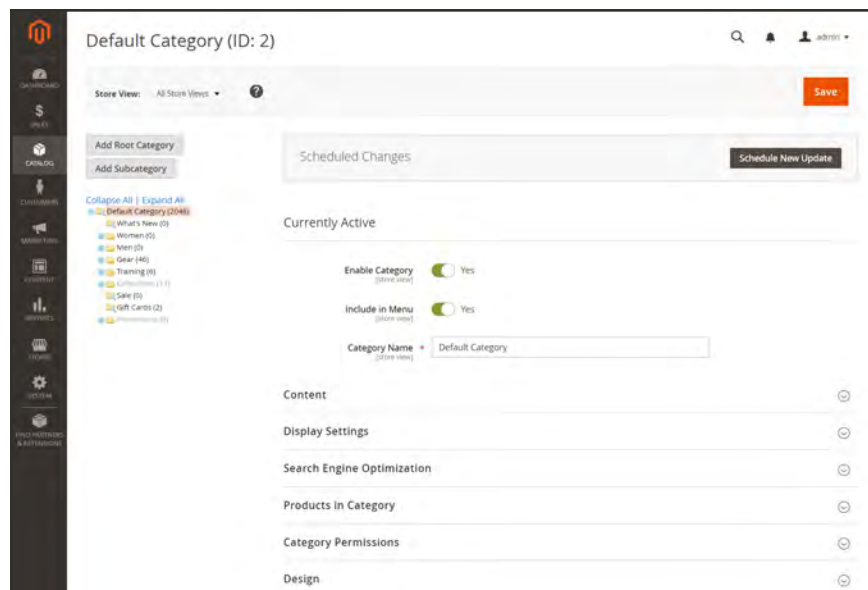 Default Category (ID: 2)
admin
DASHBOARD
SALES
CATALOG
CUSTOMERS
MARKETING
CONTENT
REPORTS
STORES
SYSTEM
FIND PARTNERS
& EXTENSIONS
Store View: All Store Views
?
Save
Add Root Category
Add Subcategory
Collapse All | Expand All
Default Category (2046)
What's New (0)
Women (0)
Men (0)
Gear (46)
Training (6)
Collections (13)
Sale (0)
Gift Cards (2)
Promotions (0)
Scheduled Changes
Schedule New Update
Currently Active
Enable Category
[store view]
Yes
Include in Menu
[store view]
Yes
Category Name *
[store view]
Default Category
Content
Display Settings
Search Engine Optimization
Products in Category
Category Permissions
Design